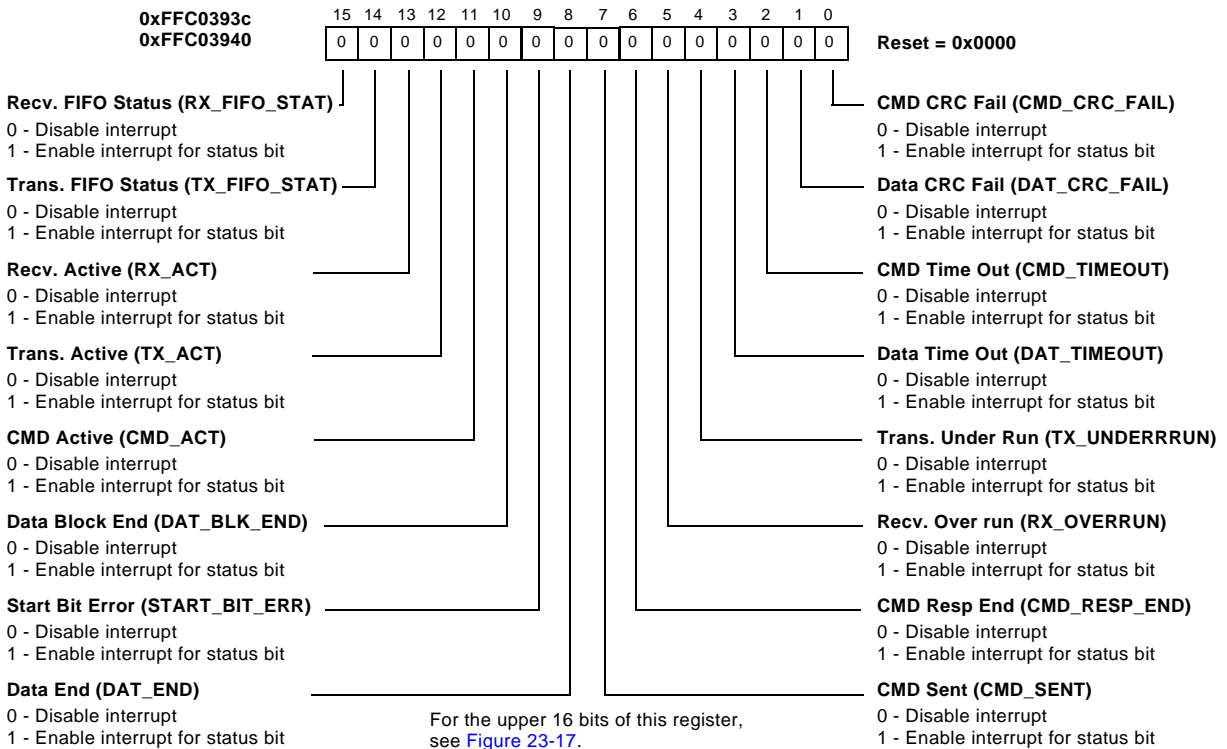 0xFFC0393c
0xFFC03940
15 14 13 12 11 10 9 8 7 6 5 4 3 2 1 0
0 0 0 0 0 0 0 0 0 0 0 0 0 0 0 0
Reset = 0x0000
Recv. FIFO Status (RX_FIFO_STAT)
0 - Disable interrupt
1 - Enable interrupt for status bit
Trans. FIFO Status (TX_FIFO_STAT)
0 - Disable interrupt
1 - Enable interrupt for status bit
Recv. Active (RX_ACT)
0 - Disable interrupt
1 - Enable interrupt for status bit
Trans. Active (TX_ACT)
0 - Disable interrupt
1 - Enable interrupt for status bit
CMD Active (CMD_ACT)
0 - Disable interrupt
1 - Enable interrupt for status bit
Data Block End (DAT_BLK_END)
0 - Disable interrupt
1 - Enable interrupt for status bit
Start Bit Error (START_BIT_ERR)
0 - Disable interrupt
1 - Enable interrupt for status bit
Data End (DAT_END)
0 - Disable interrupt
1 - Enable interrupt for status bit
For the upper 16 bits of this register,
see Figure 23-17.
CMD CRC Fail (CMD_CRC_FAIL)
0 - Disable interrupt
1 - Enable interrupt for status bit
Data CRC Fail (DAT_CRC_FAIL)
0 - Disable interrupt
1 - Enable interrupt for status bit
CMD Time Out (CMD_TIMEOUT)
0 - Disable interrupt
1 - Enable interrupt for status bit
Data Time Out (DAT_TIMEOUT)
0 - Disable interrupt
1 - Enable interrupt for status bit
Trans. Under Run (TX_UNDERRRUN)
0 - Disable interrupt
1 - Enable interrupt for status bit
Recv. Over run (RX_OVERRUN)
0 - Disable interrupt
1 - Enable interrupt for status bit
CMD Resp End (CMD_RESP_END)
0 - Disable interrupt
1 - Enable interrupt for status bit
CMD Sent (CMD_SENT)
0 - Disable interrupt
1 - Enable interrupt for status bit